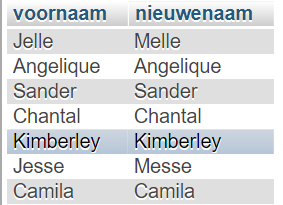 voornaam nieuwenaam
Jelle Melle
Angelique Angelique
Sander Sander
Chantal Chantal
Kimberley Kimberley
Jesse Messe
Camila Camila